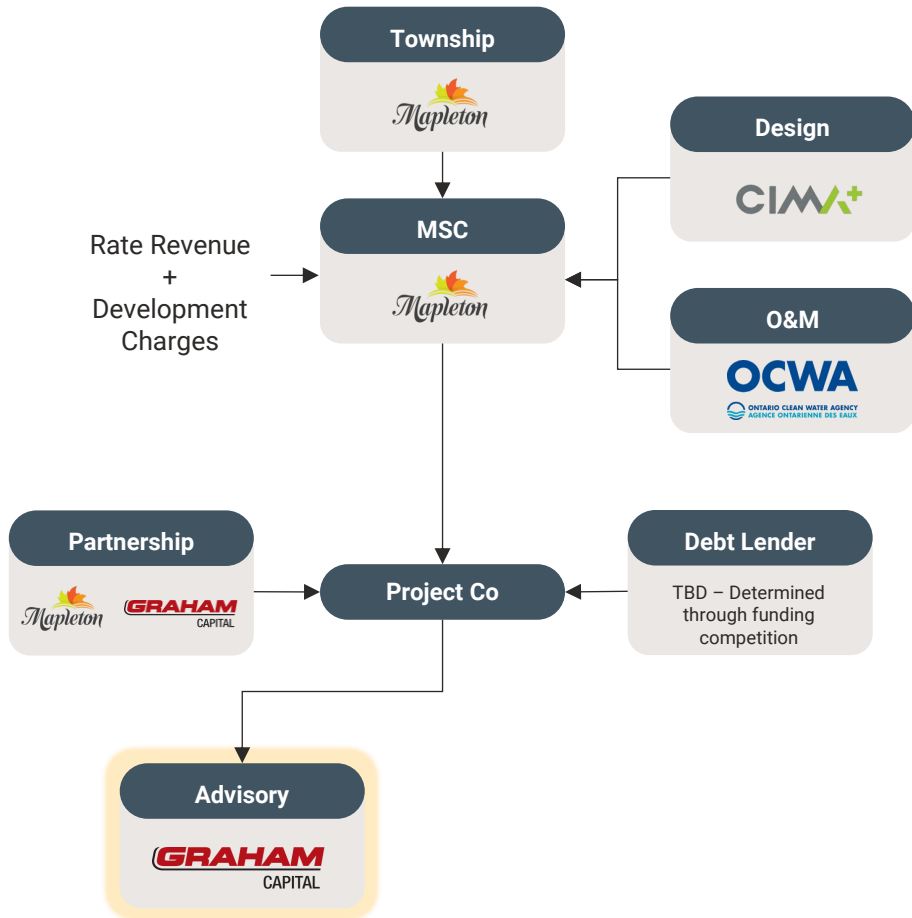 Township
Mapleton
Design
CIMA+
MSC
Mapleton
Rate Revenue
+
Development
Charges
O&M
OCWA
ONTARIO CLEAN WATER AGENCY
AGENCE ONTARIENNE DES EAUX
Partnership
Mapleton
GRAHAM
CAPITAL
Project Co
Debt Lender
TBD – Determined
through funding
competition
Advisory
GRAHAM
CAPITAL